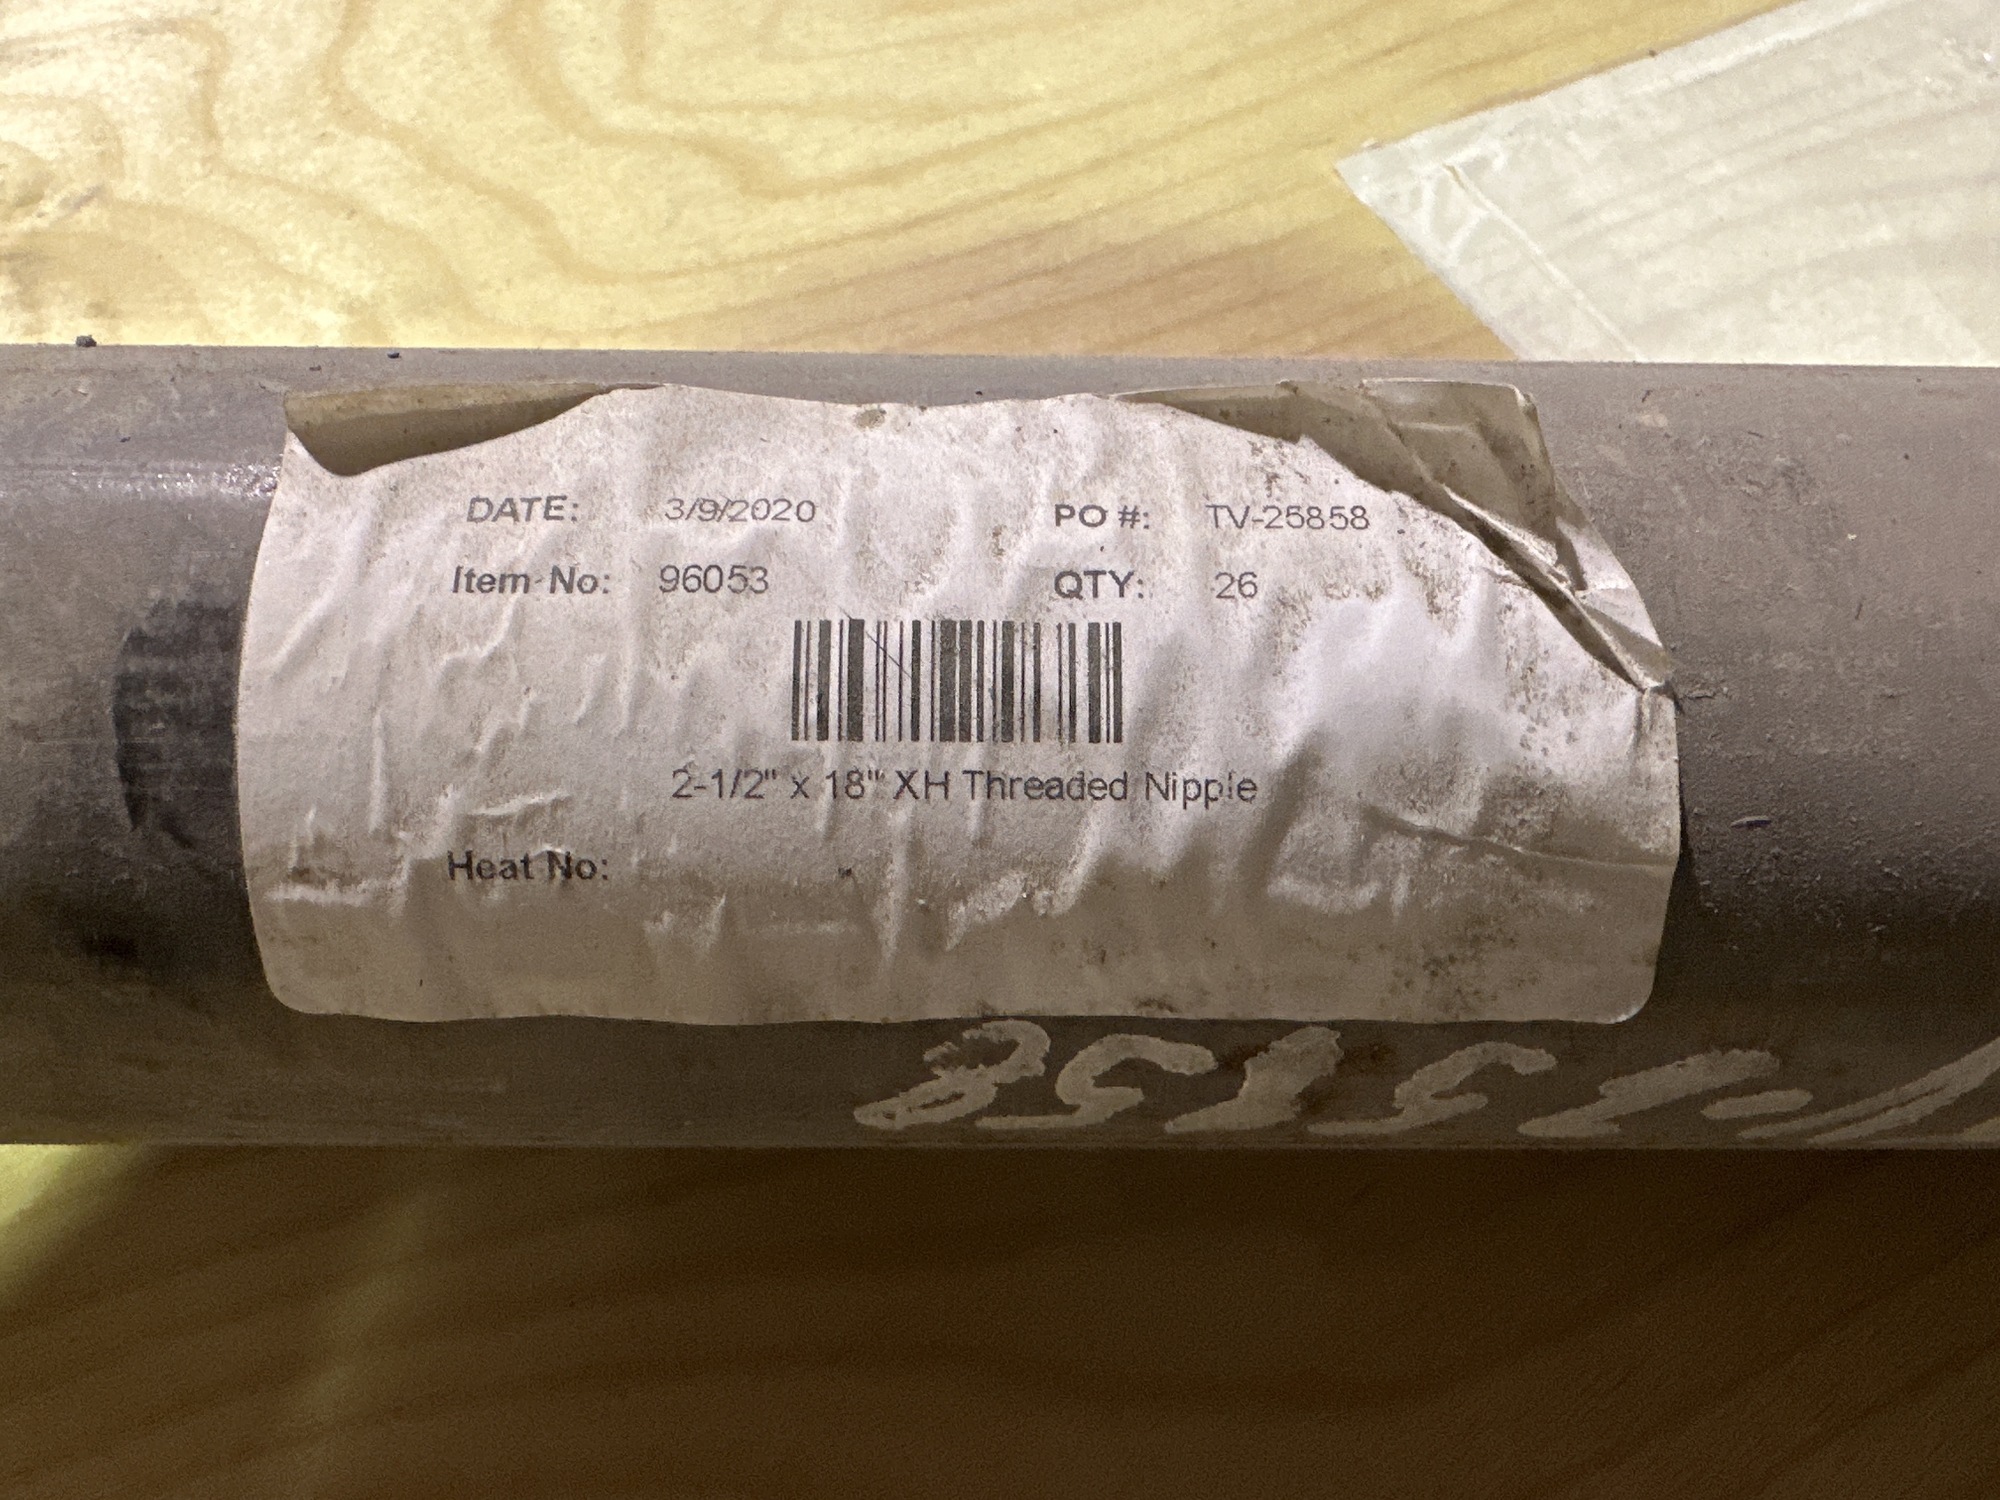 DATE: 3/9/2020 PO #: TV-25858
Item No: 96053 QTY: 26
2-1/2" x 18" XH Threaded Nipple
Heat No: